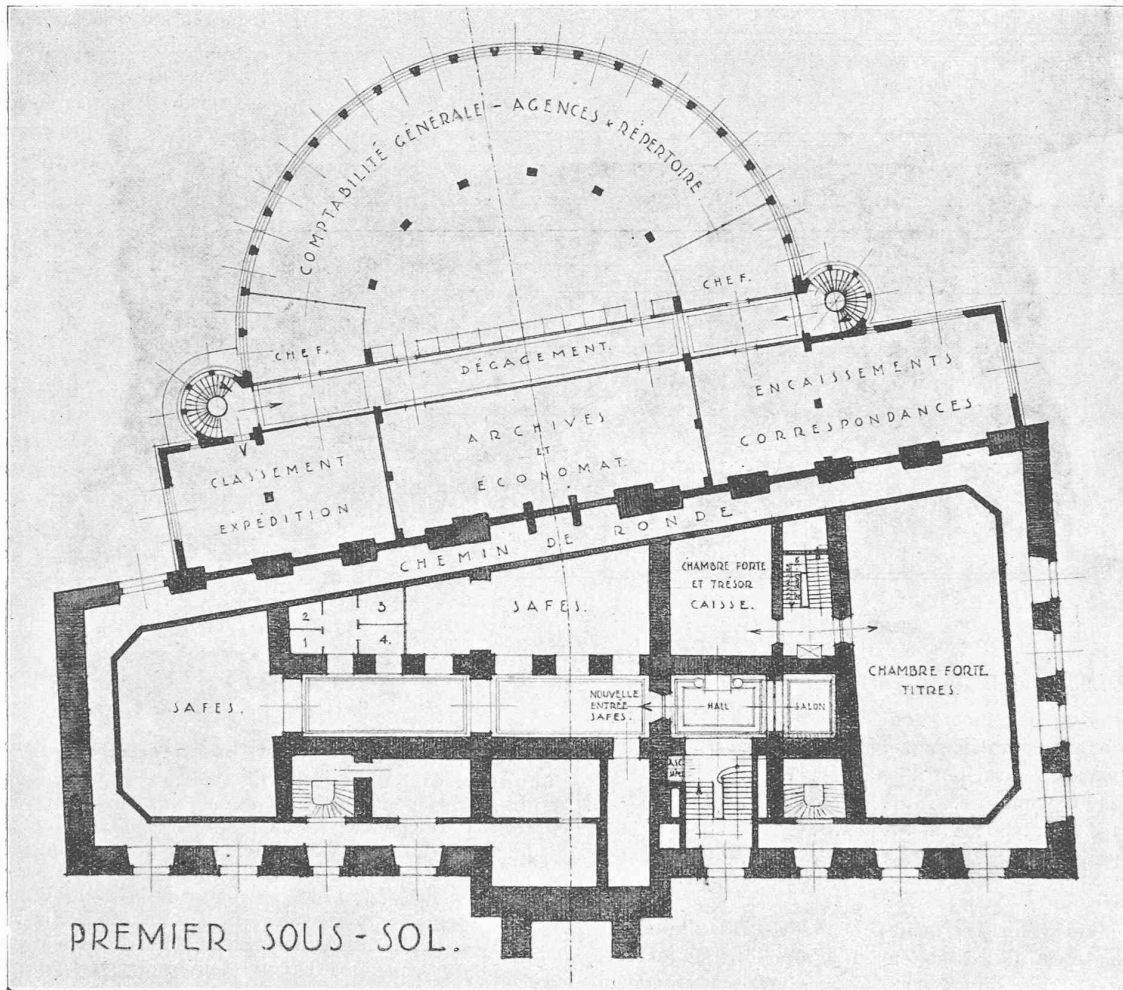 COMPTABILITÉ GÉNÉRALE - AGENCES & RÉPERTOIRE
CHEF.
CHEF.
DÉGAGEMENT.
ENCAISSEMENTS
CORRESPONDANCES.
ARCHIVES
ET
ECONOMAT.
CLASSEMENT
EXPÉDITION
CHEMIN DE RONDE
CHAMBRE FORTE
ET TRÉSOR
CAISSE.
SAFES.
2
3
1
4.
CHAMBRE FORTE
TITRES.
SAFES.
NOUVELLE
ENTRÉE
SAFES.
HALL
SALON
ASC
PREMIER SOUS-SOL.